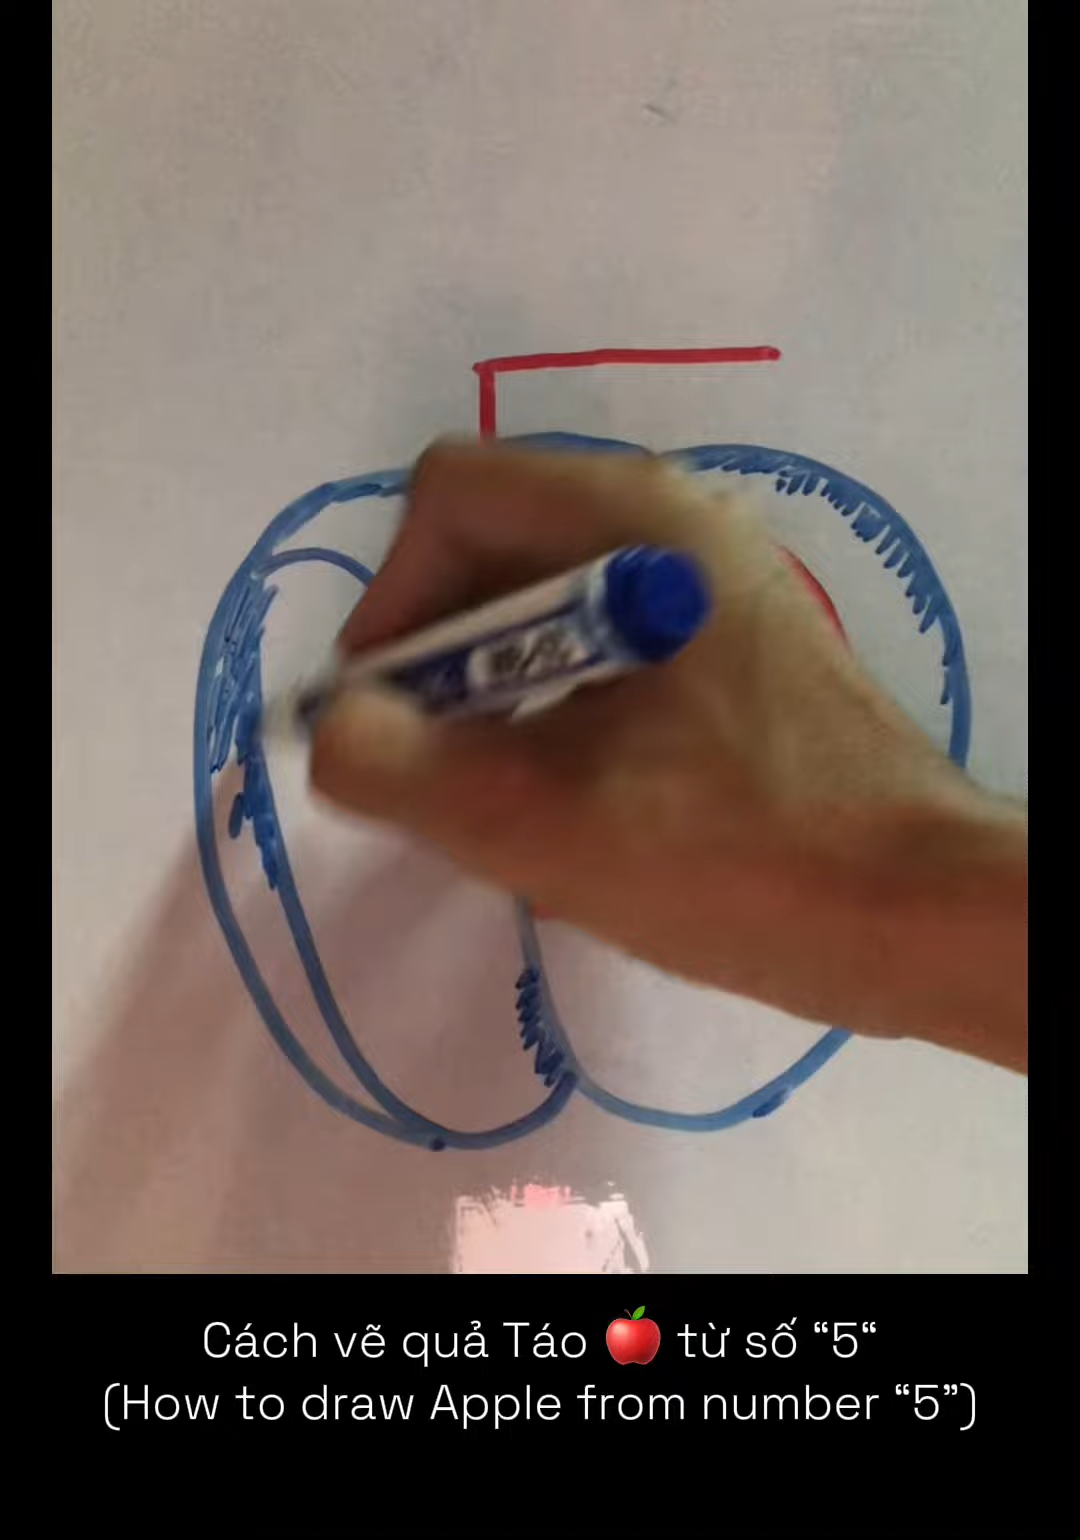 Cách vẽ quả Táo 🍎 từ số “5“
(How to draw Apple from number “5”)